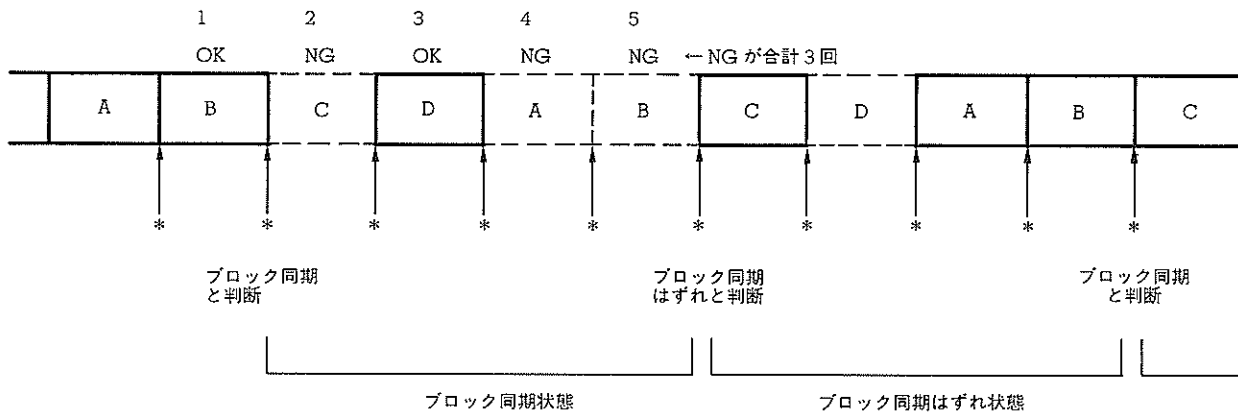 1 2 3 4 5
OK NG OK NG NG ←NGが合計3回
A B C D A B C D A B C
* * * * * * * * * *
ブロック同期
と判断
ブロック同期
はずれと判断
ブロック同期
と判断
ブロック同期状態 ブロック同期はずれ状態